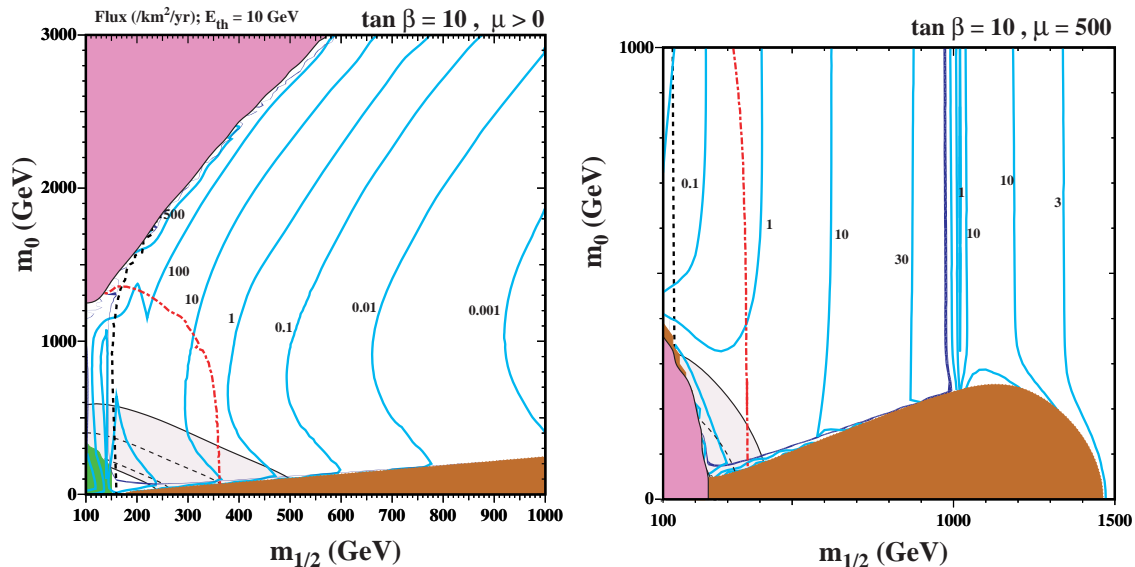 Flux (/km²/yr); E_th = 10 GeV
tan β = 10 , μ > 0
3000
2000
1000
0
m₀ (GeV)
500
100
10
1
0.1
0.01
0.001
100 200 300 400 500 600 700 800 900 1000
m₁/₂ (GeV)
tan β = 10 , μ = 500
1000
0
m₀ (GeV)
0.1
1
10
30
1
10
10
3
100 1000 1500
m₁/₂ (GeV)